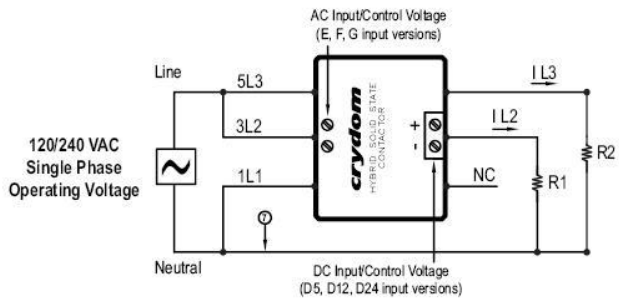 AC Input/Control Voltage
(E, F, G input versions)
Line
5L3
3L2
1L1
120/240 VAC
Single Phase
Operating Voltage
crydom
HYBRID SOLID STATE
CONTACTOR
+
-
I L3
I L2
NC
R1
R2
7
Neutral
DC Input/Control Voltage
(D5, D12, D24 input versions)